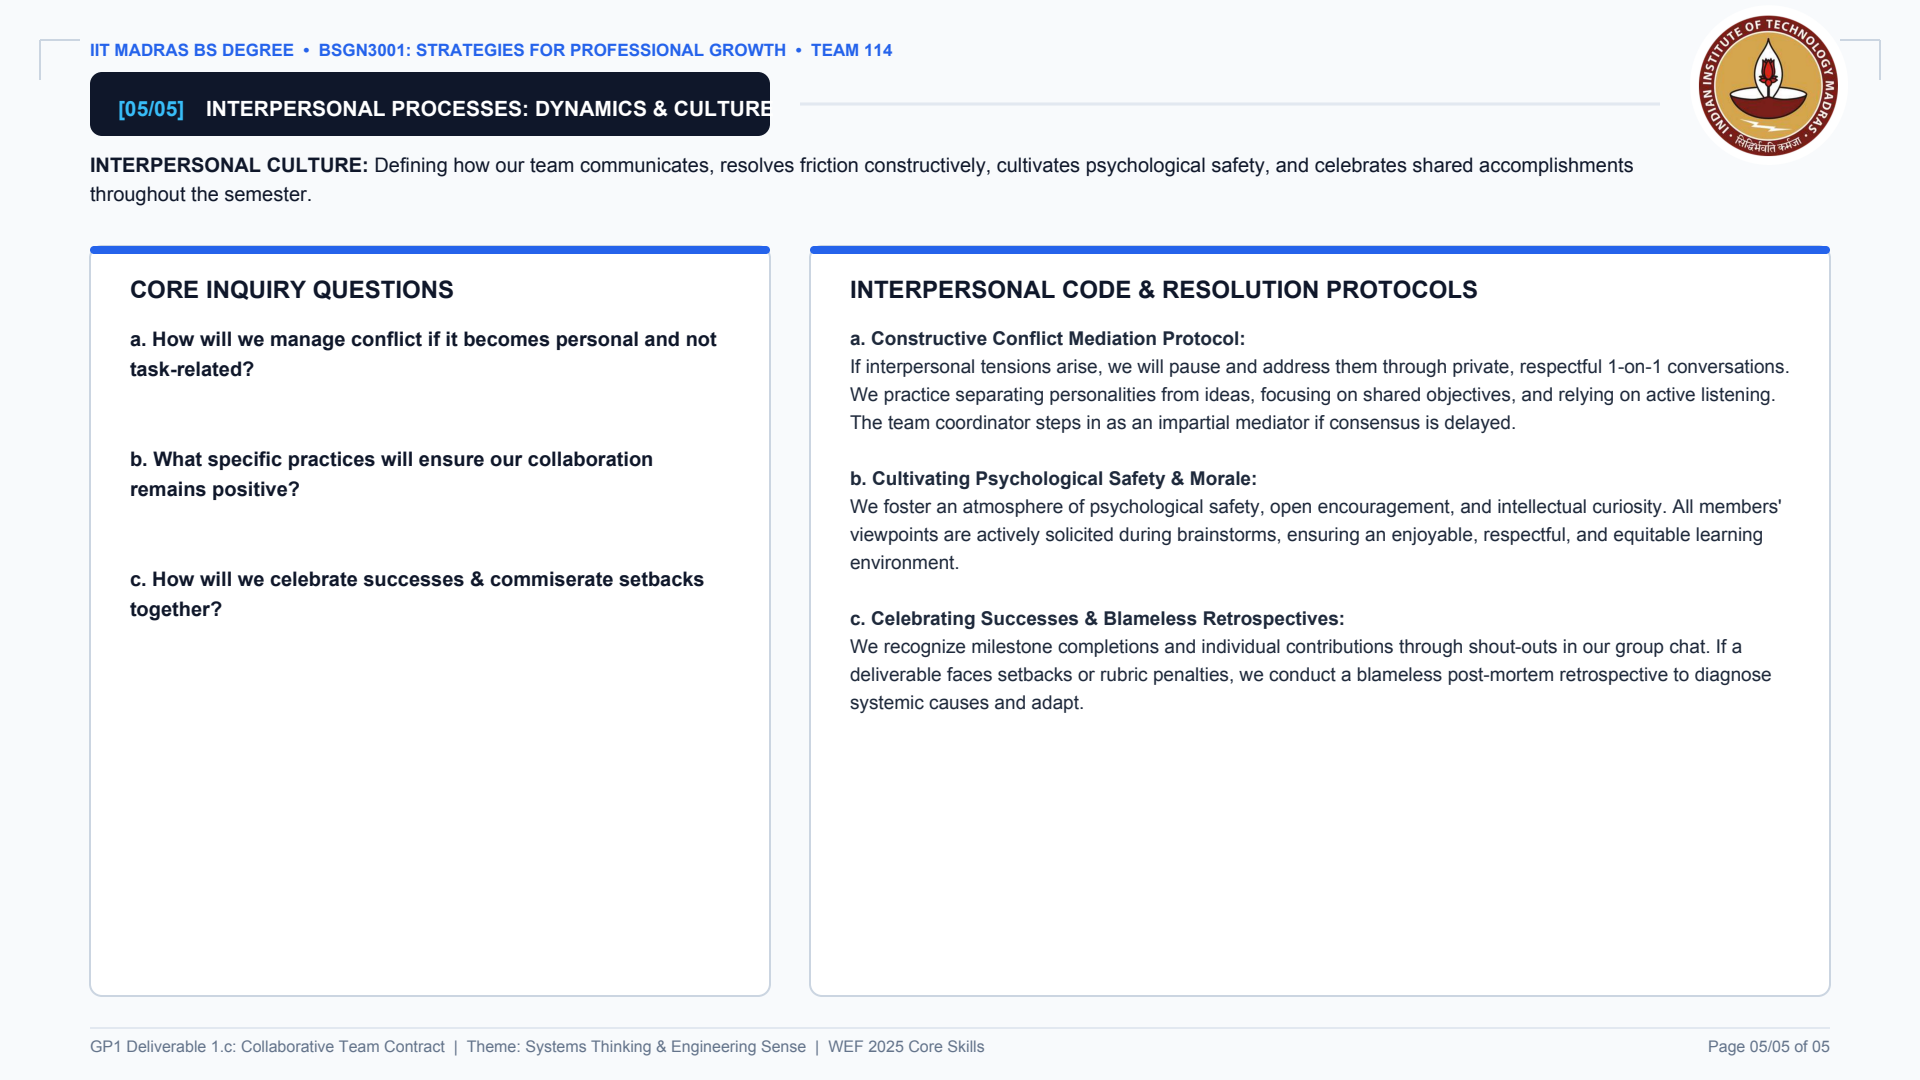 IIT MADRAS BS DEGREE • BSGN3001: STRATEGIES FOR PROFESSIONAL GROWTH • TEAM 114
[05/05] INTERPERSONAL PROCESSES: DYNAMICS & CULTURE
INDIAN INSTITUTE OF TECHNOLOGY MADRAS
सिद्धिर्भवति कर्मजा
INTERPERSONAL CULTURE: Defining how our team communicates, resolves friction constructively, cultivates psychological safety, and celebrates shared accomplishments
throughout the semester.
CORE INQUIRY QUESTIONS
a. How will we manage conflict if it becomes personal and not
task-related?
b. What specific practices will ensure our collaboration
remains positive?
c. How will we celebrate successes & commiserate setbacks
together?
INTERPERSONAL CODE & RESOLUTION PROTOCOLS
a. Constructive Conflict Mediation Protocol:
If interpersonal tensions arise, we will pause and address them through private, respectful 1-on-1 conversations.
We practice separating personalities from ideas, focusing on shared objectives, and relying on active listening.
The team coordinator steps in as an impartial mediator if consensus is delayed.
b. Cultivating Psychological Safety & Morale:
We foster an atmosphere of psychological safety, open encouragement, and intellectual curiosity. All members'
viewpoints are actively solicited during brainstorms, ensuring an enjoyable, respectful, and equitable learning
environment.
c. Celebrating Successes & Blameless Retrospectives:
We recognize milestone completions and individual contributions through shout-outs in our group chat. If a
deliverable faces setbacks or rubric penalties, we conduct a blameless post-mortem retrospective to diagnose
systemic causes and adapt.
GP1 Deliverable 1.c: Collaborative Team Contract | Theme: Systems Thinking & Engineering Sense | WEF 2025 Core Skills
Page 05/05 of 05